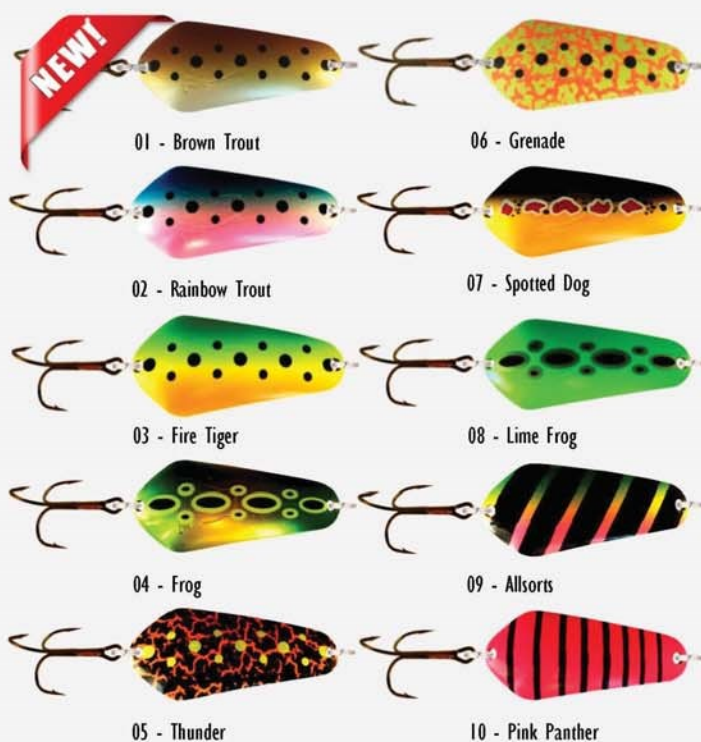 NEW!
01 - Brown Trout
06 - Grenade
02 - Rainbow Trout
07 - Spotted Dog
03 - Fire Tiger
08 - Lime Frog
04 - Frog
09 - Allsorts
05 - Thunder
10 - Pink Panther